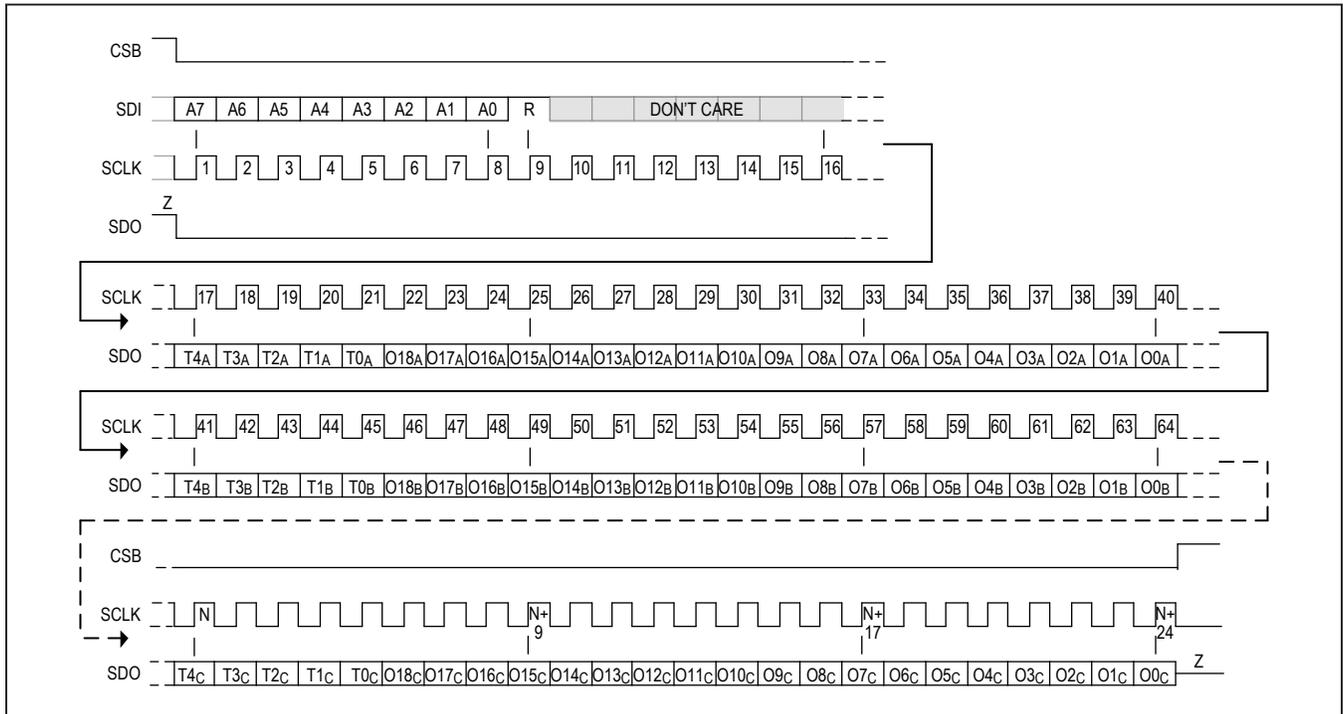 CSB
SDI A7 A6 A5 A4 A3 A2 A1 A0 R DON'T CARE
SCLK 1 2 3 4 5 6 7 8 9 10 11 12 13 14 15 16
Z
SDO
SCLK 17 18 19 20 21 22 23 24 25 26 27 28 29 30 31 32 33 34 35 36 37 38 39 40
SDO T4A T3A T2A T1A T0A O18A O17A O16A O15A O14A O13A O12A O11A O10A O9A O8A O7A O6A O5A O4A O3A O2A O1A O0A
SCLK 41 42 43 44 45 46 47 48 49 50 51 52 53 54 55 56 57 58 59 60 61 62 63 64
SDO T4B T3B T2B T1B T0B O18B O17B O16B O15B O14B O13B O12B O11B O10B O9B O8B O7B O6B O5B O4B O3B O2B O1B O0B
CSB
SCLK N N+9 N+17 N+24
SDO T4C T3C T2C T1C T0C O18C O17C O16C O15C O14C O13C O12C O11C O10C O9C O8C O7C O6C O5C O4C O3C O2C O1C O0C Z